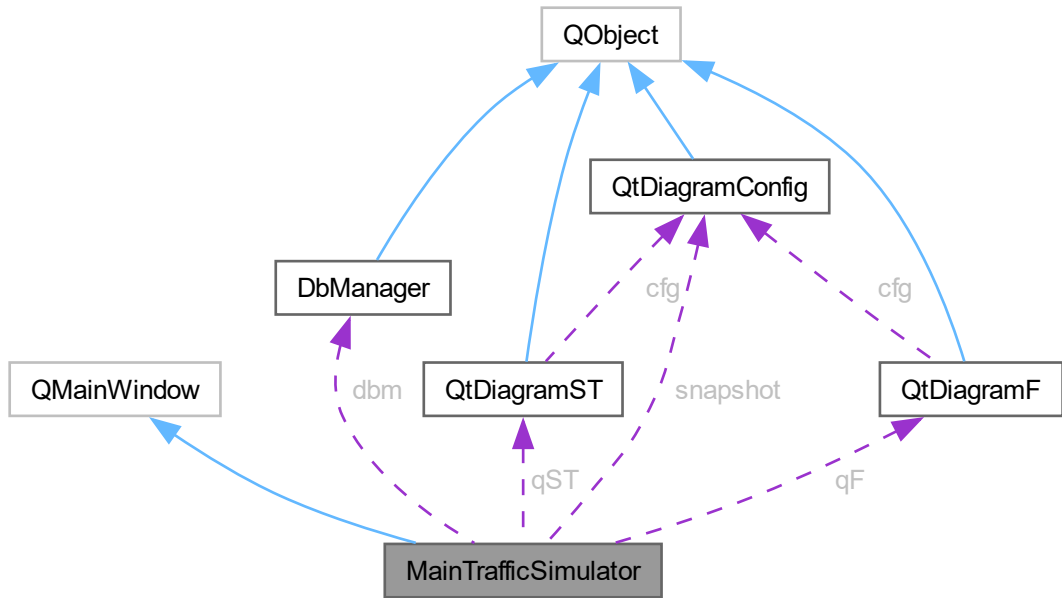 QObject
QtDiagramConfig
DbManager
cfg
cfg
QMainWindow
dbm
QtDiagramST
snapshot
QtDiagramF
qST
qF
MainTrafficSimulator